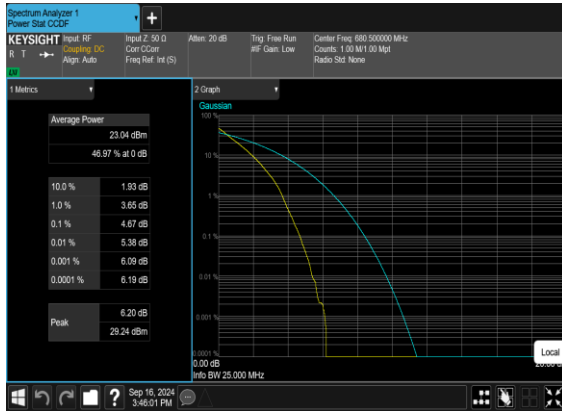 Spectrum Analyzer 1
Power Stat CCDF
+
KEYSIGHT
R T
LU
Input: RF
Coupling: DC
Align: Auto
Input Z: 50 Ω
Corr CCorr
Freq Ref: Int (S)
Atten: 20 dB
Trig: Free Run
#IF Gain: Low
Center Freq: 680.500000 MHz
Counts: 1.00 M/1.00 Mpt
Radio Std: None
1 Metrics
Average Power
23.04 dBm
46.97 % at 0 dB
10.0 % 1.93 dB
1.0 % 3.65 dB
0.1 % 4.67 dB
0.01 % 5.38 dB
0.001 % 6.09 dB
0.0001 % 6.19 dB
Peak
6.20 dB
29.24 dBm
2 Graph
Gaussian
100 %
10 %
1 %
0.1 %
0.01 %
0.001 %
0.0001 %
0.00 dB
Info BW 25.000 MHz
Local
?
Sep 16, 2024
3:46:01 PM